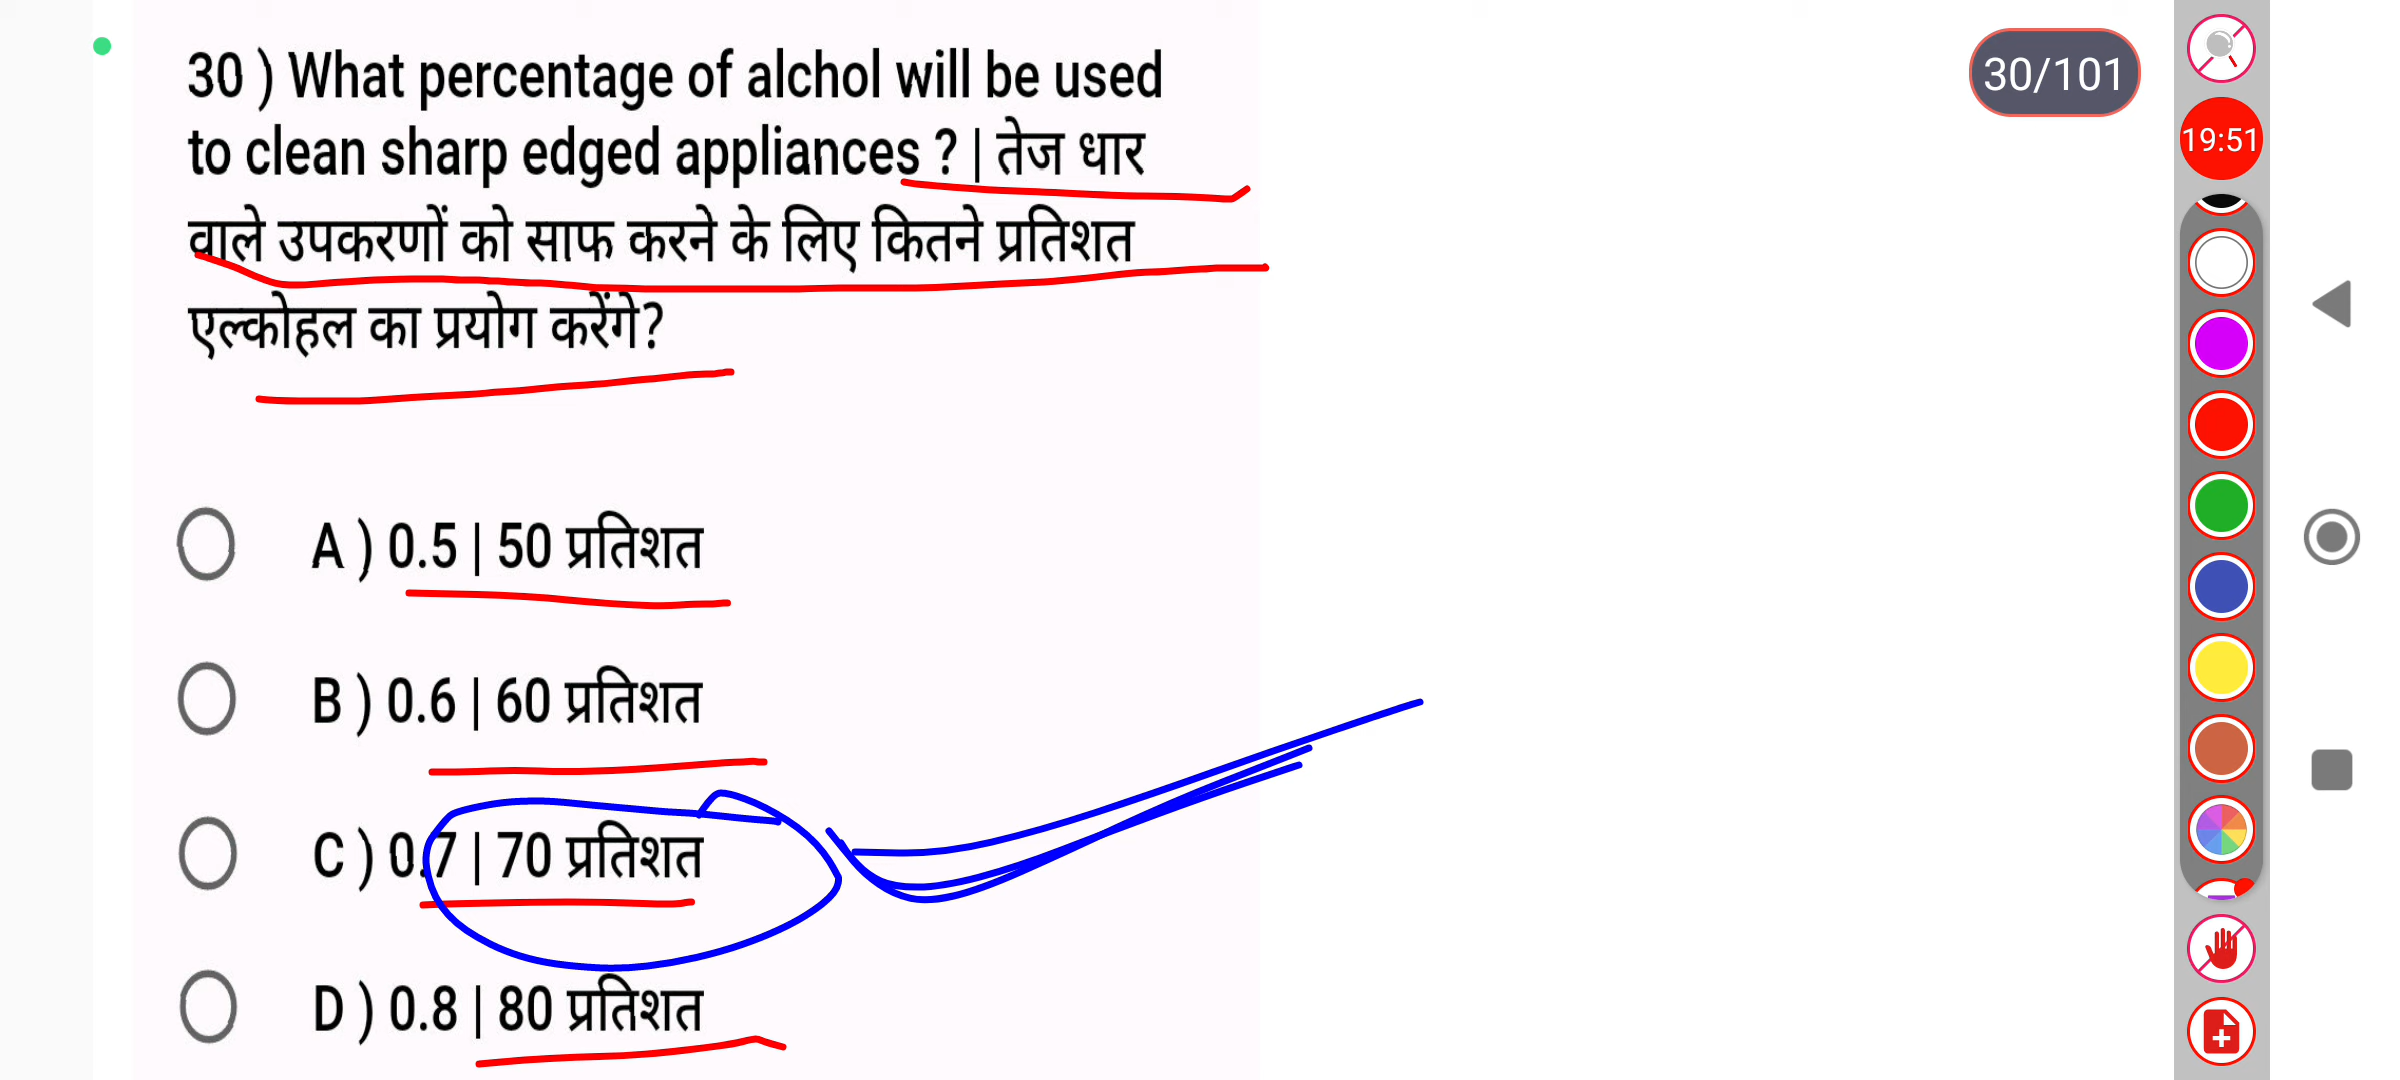 30 ) What percentage of alchol will be used
to clean sharp edged appliances ? | तेज धार
वाले उपकरणों को साफ करने के लिए कितने प्रतिशत
एल्कोहल का प्रयोग करेंगे?
A ) 0.5 | 50 प्रतिशत
B ) 0.6 | 60 प्रतिशत
C ) 0.7 | 70 प्रतिशत
D ) 0.8 | 80 प्रतिशत
30/101
19:51